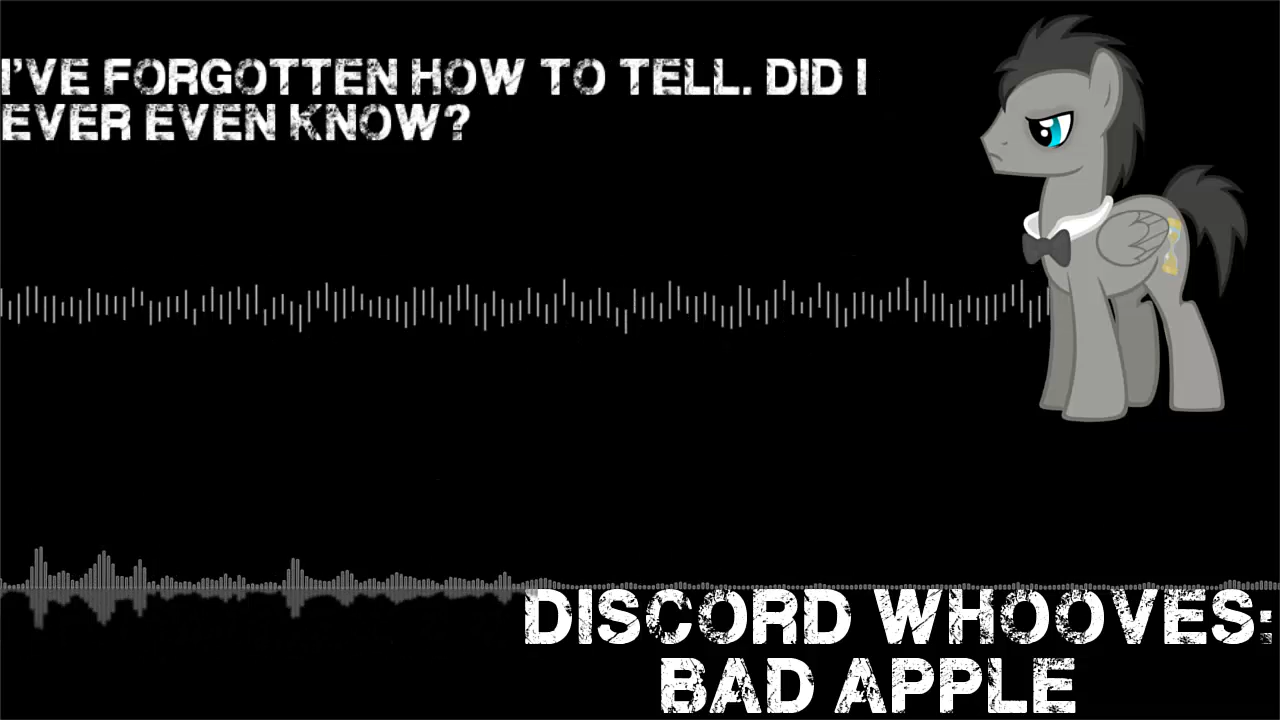 I'VE FORGOTTEN HOW TO TELL. DID I
EVER EVEN KNOW?
DISCORD WHOOVES:
BAD APPLE